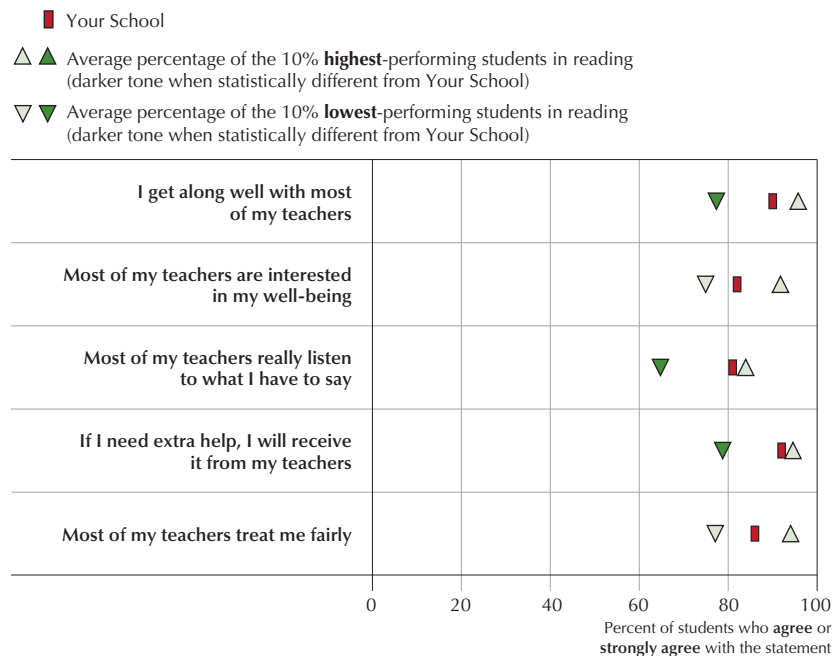 Your School
Average percentage of the 10% highest-performing students in reading
(darker tone when statistically different from Your School)
Average percentage of the 10% lowest-performing students in reading
(darker tone when statistically different from Your School)
I get along well with most
of my teachers
Most of my teachers are interested
in my well-being
Most of my teachers really listen
to what I have to say
If I need extra help, I will receive
it from my teachers
Most of my teachers treat me fairly
0 20 40 60 80 100
Percent of students who agree or
strongly agree with the statement